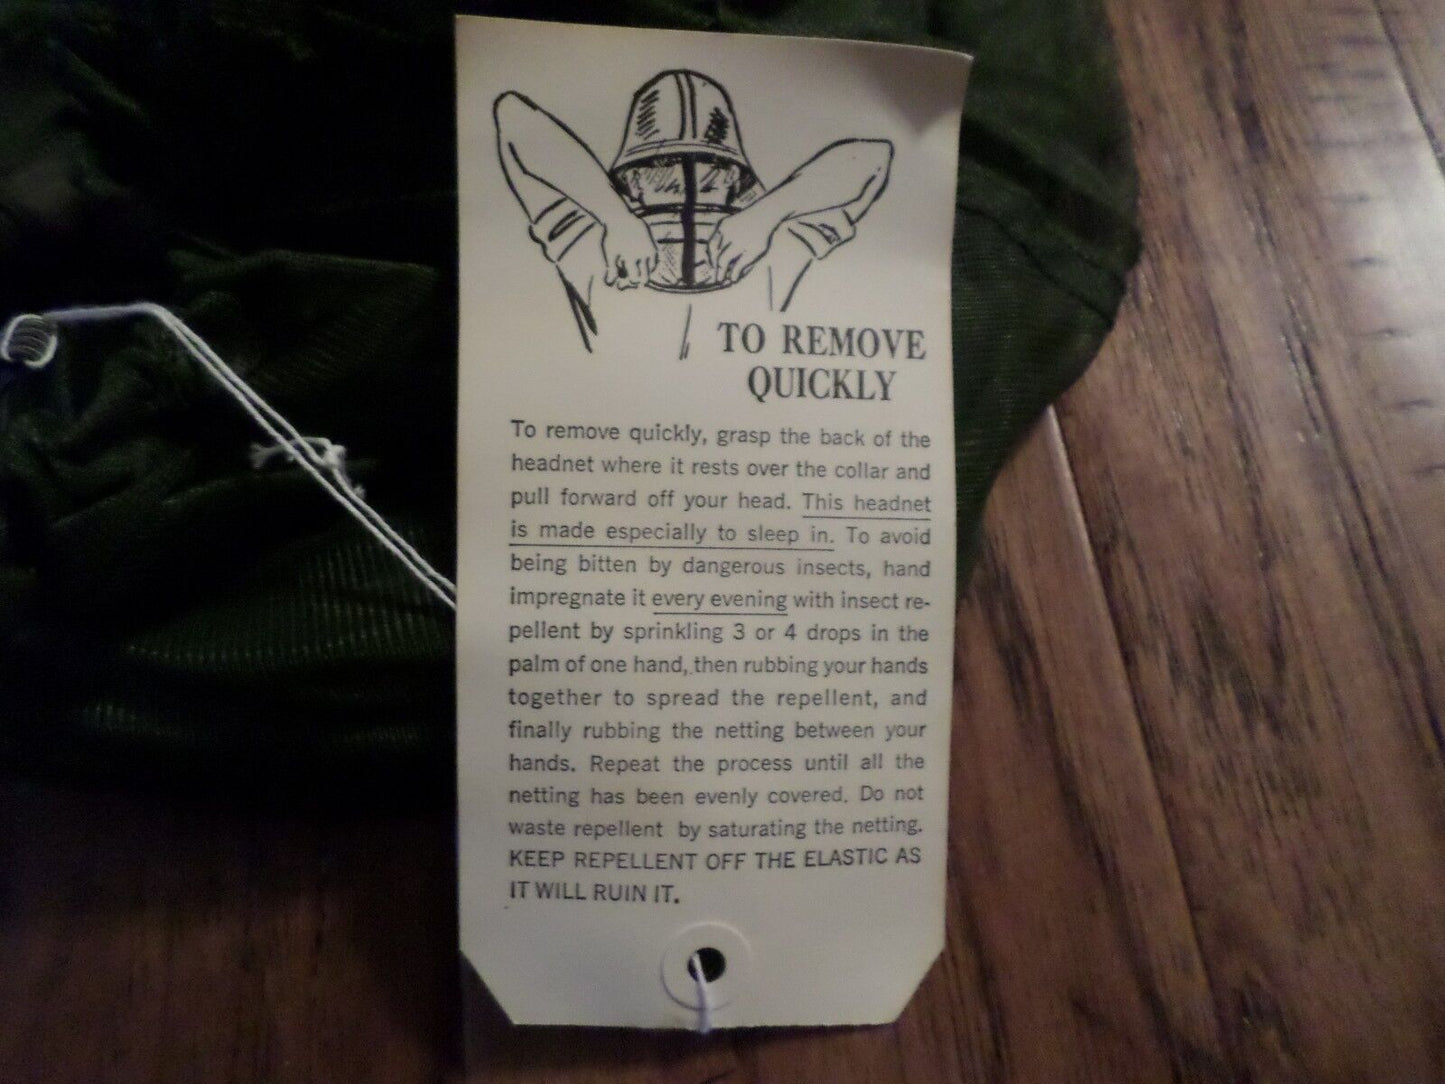 TO REMOVE
QUICKLY
To remove quickly, grasp the back of the
headnet where it rests over the collar and
pull forward off your head. This headnet
is made especially to sleep in. To avoid
being bitten by dangerous insects, hand
impregnate it every evening with insect re-
pellent by sprinkling 3 or 4 drops in the
palm of one hand, then rubbing your hands
together to spread the repellent, and
finally rubbing the netting between your
hands. Repeat the process until all the
netting has been evenly covered. Do not
waste repellent by saturating the netting.
KEEP REPELLENT OFF THE ELASTIC AS
IT WILL RUIN IT.